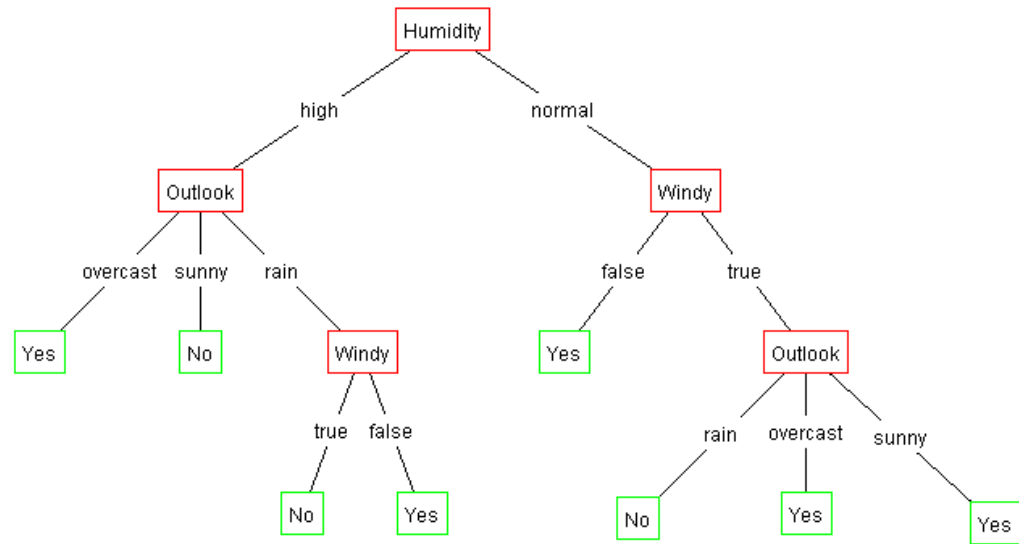 Humidity
high normal
Outlook Windy
overcast sunny rain false true
Yes No Windy Yes Outlook
true false rain overcast sunny
No Yes No Yes Yes